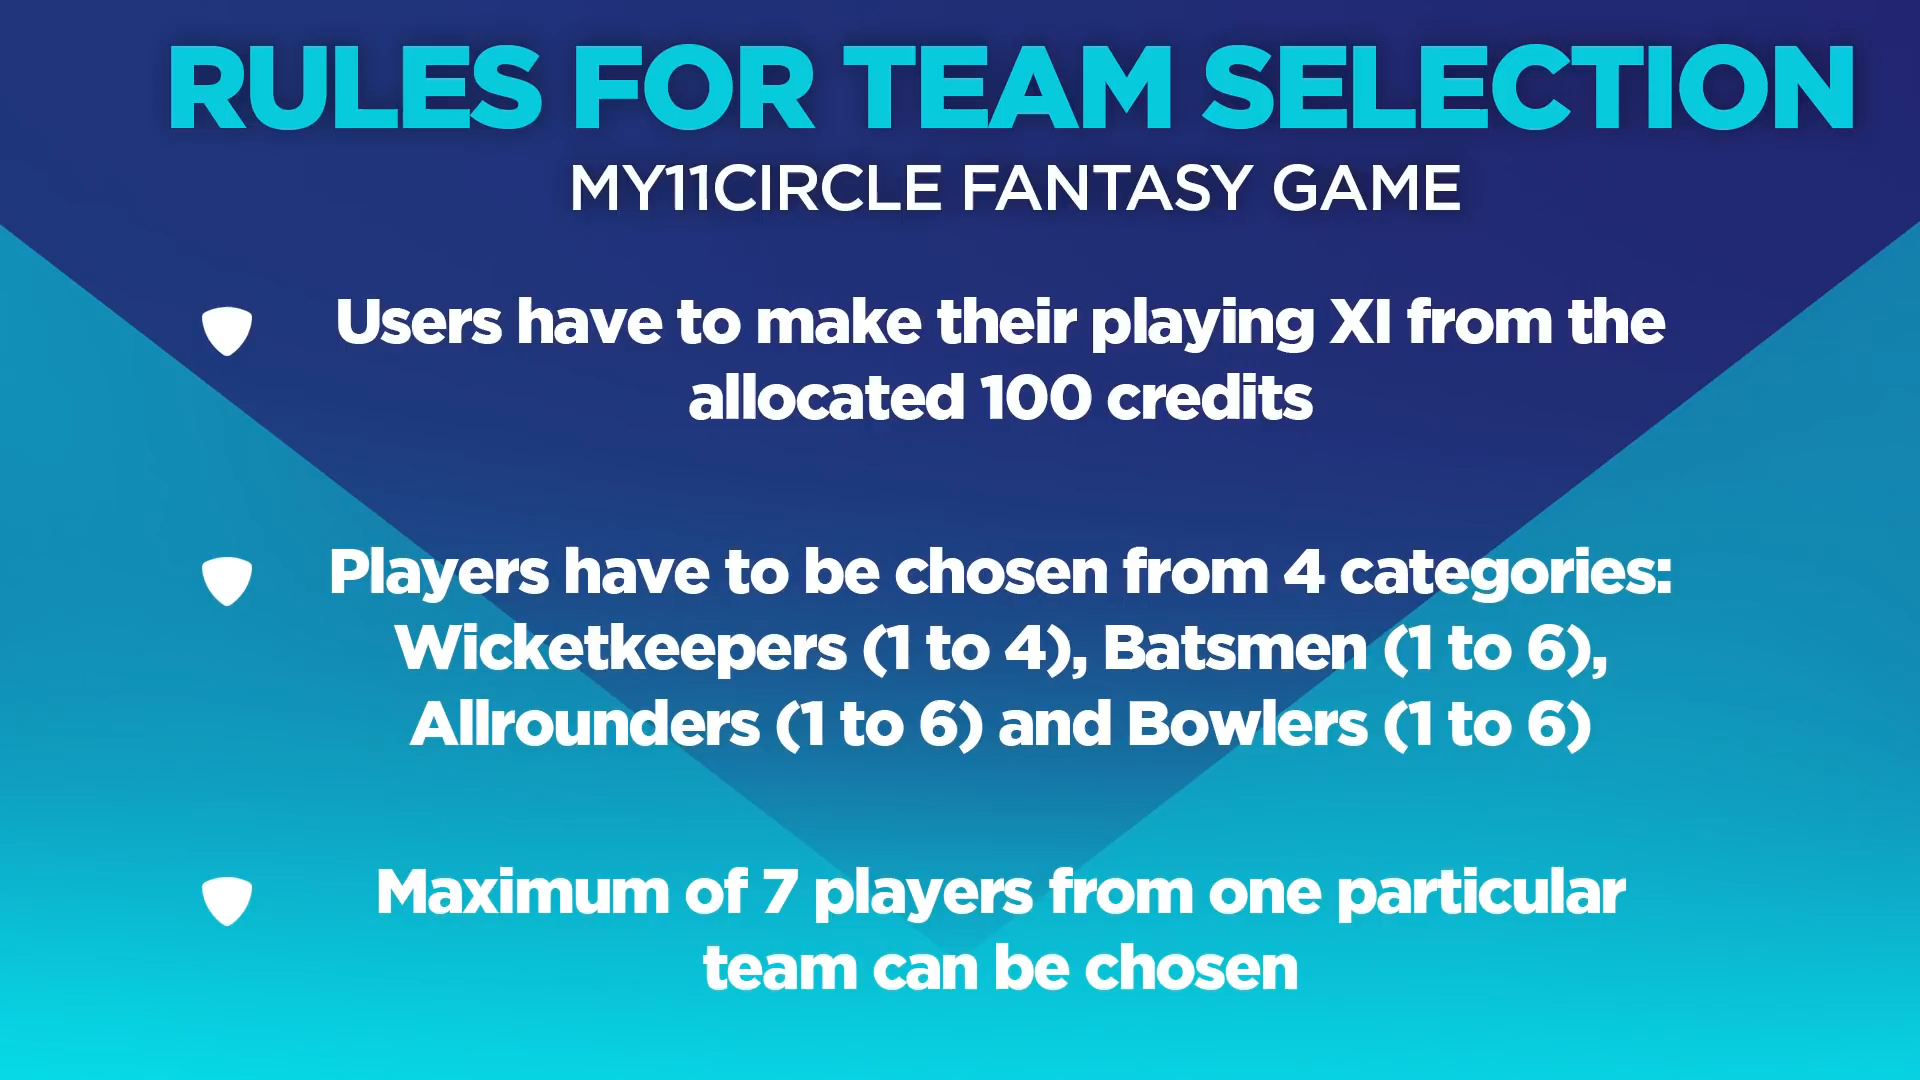 RULES FOR TEAM SELECTION
MY11CIRCLE FANTASY GAME
Users have to make their playing XI from the
allocated 100 credits
Players have to be chosen from 4 categories:
Wicketkeepers (1 to 4), Batsmen (1 to 6),
Allrounders (1 to 6) and Bowlers (1 to 6)
Maximum of 7 players from one particular
team can be chosen